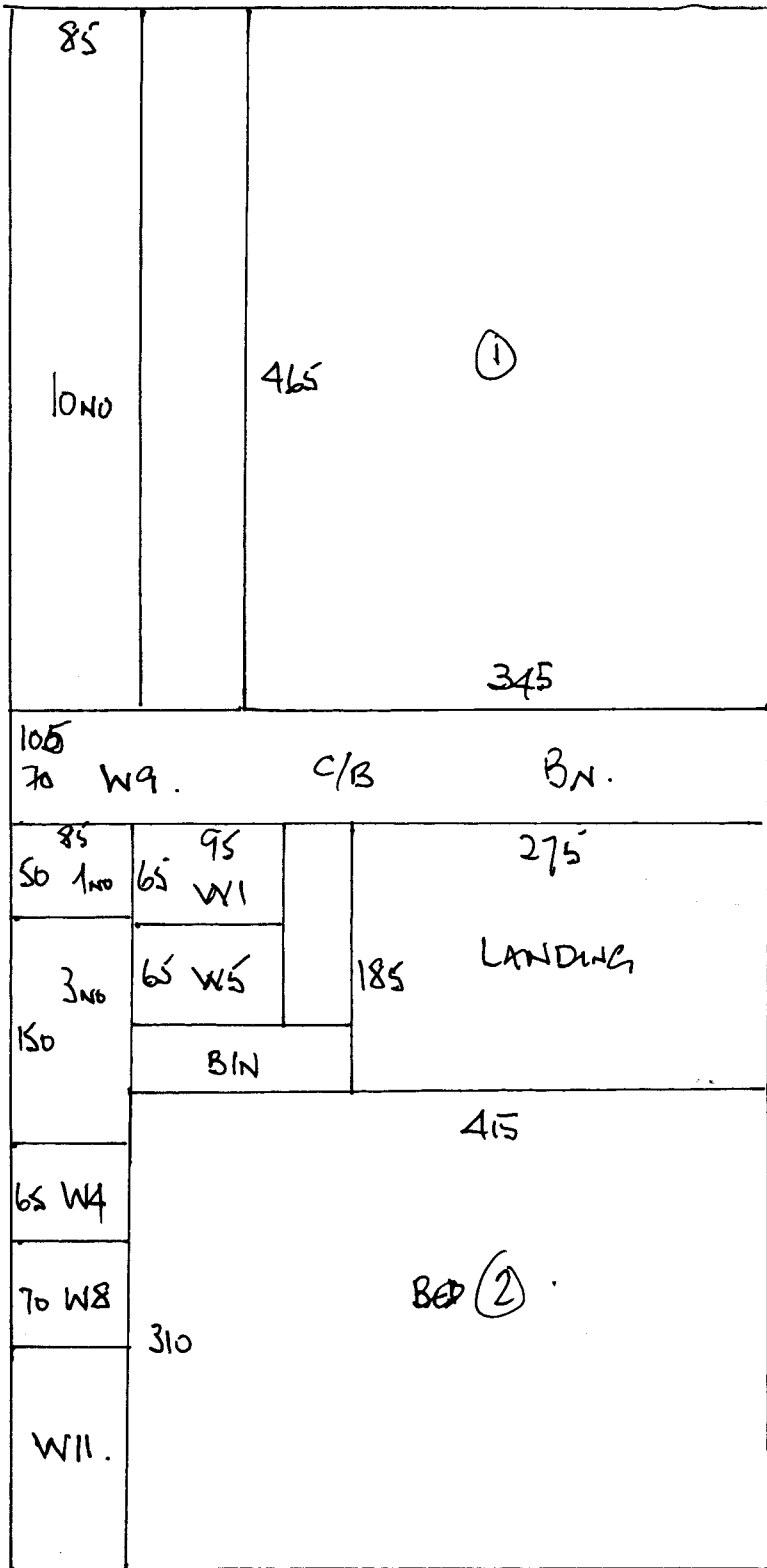 85
10NO
465
1
345
105
70 W9.
C/B
BN.
85
50 1NO
95
65 W1
275
3NO
150
65 W5
185
LANDING
BIN
415
65 W4
70 W8
BED 2
310
W11.